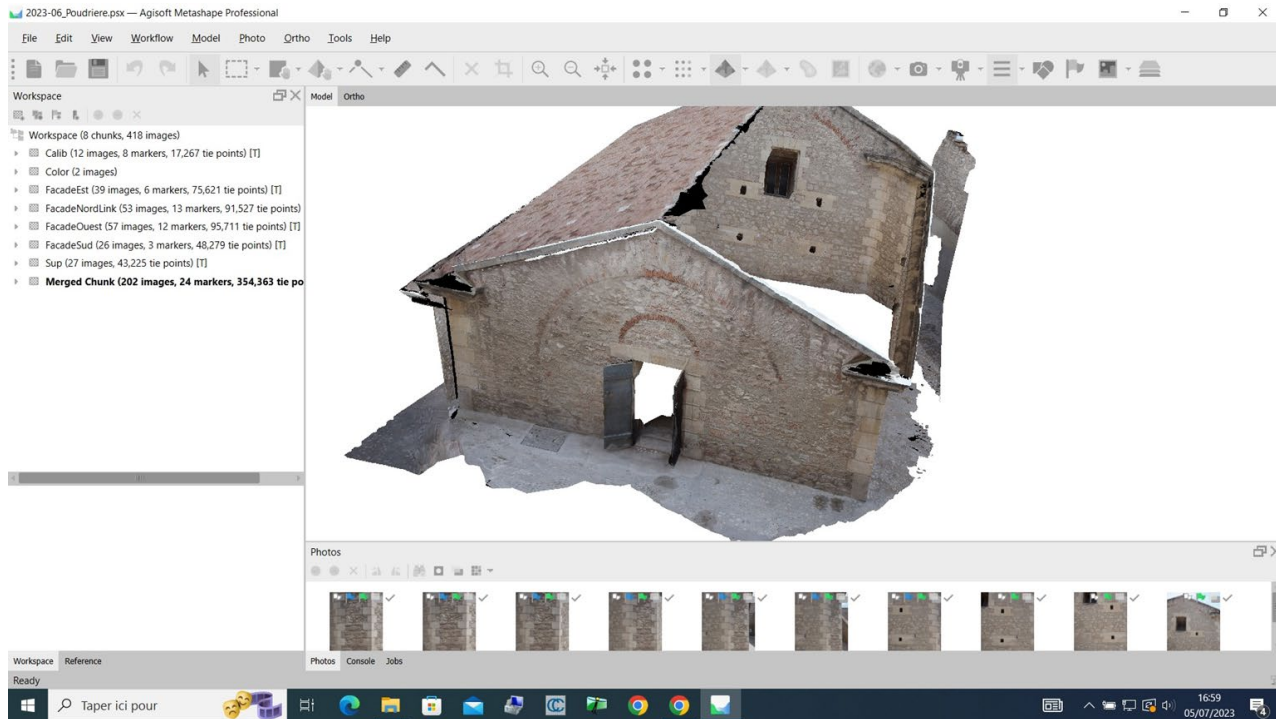 2023-06_Poudriere.psx — Agisoft Metashape Professional
File Edit View Workflow Model Photo Ortho Tools Help
Workspace
Model Ortho
Workspace (8 chunks, 418 images)
Calib (12 images, 8 markers, 17,267 tie points) [T]
Color (2 images)
FacadeEst (39 images, 6 markers, 75,621 tie points) [T]
FacadeNordLink (53 images, 13 markers, 91,527 tie points)
FacadeOuest (57 images, 12 markers, 95,711 tie points) [T]
FacadeSud (26 images, 3 markers, 48,279 tie points) [T]
Sup (27 images, 43,225 tie points) [T]
Merged Chunk (202 images, 24 markers, 354,363 tie po
Photos
Workspace Reference
Photos Console Jobs
Ready
Taper ici pour
16:59
05/07/2023
4